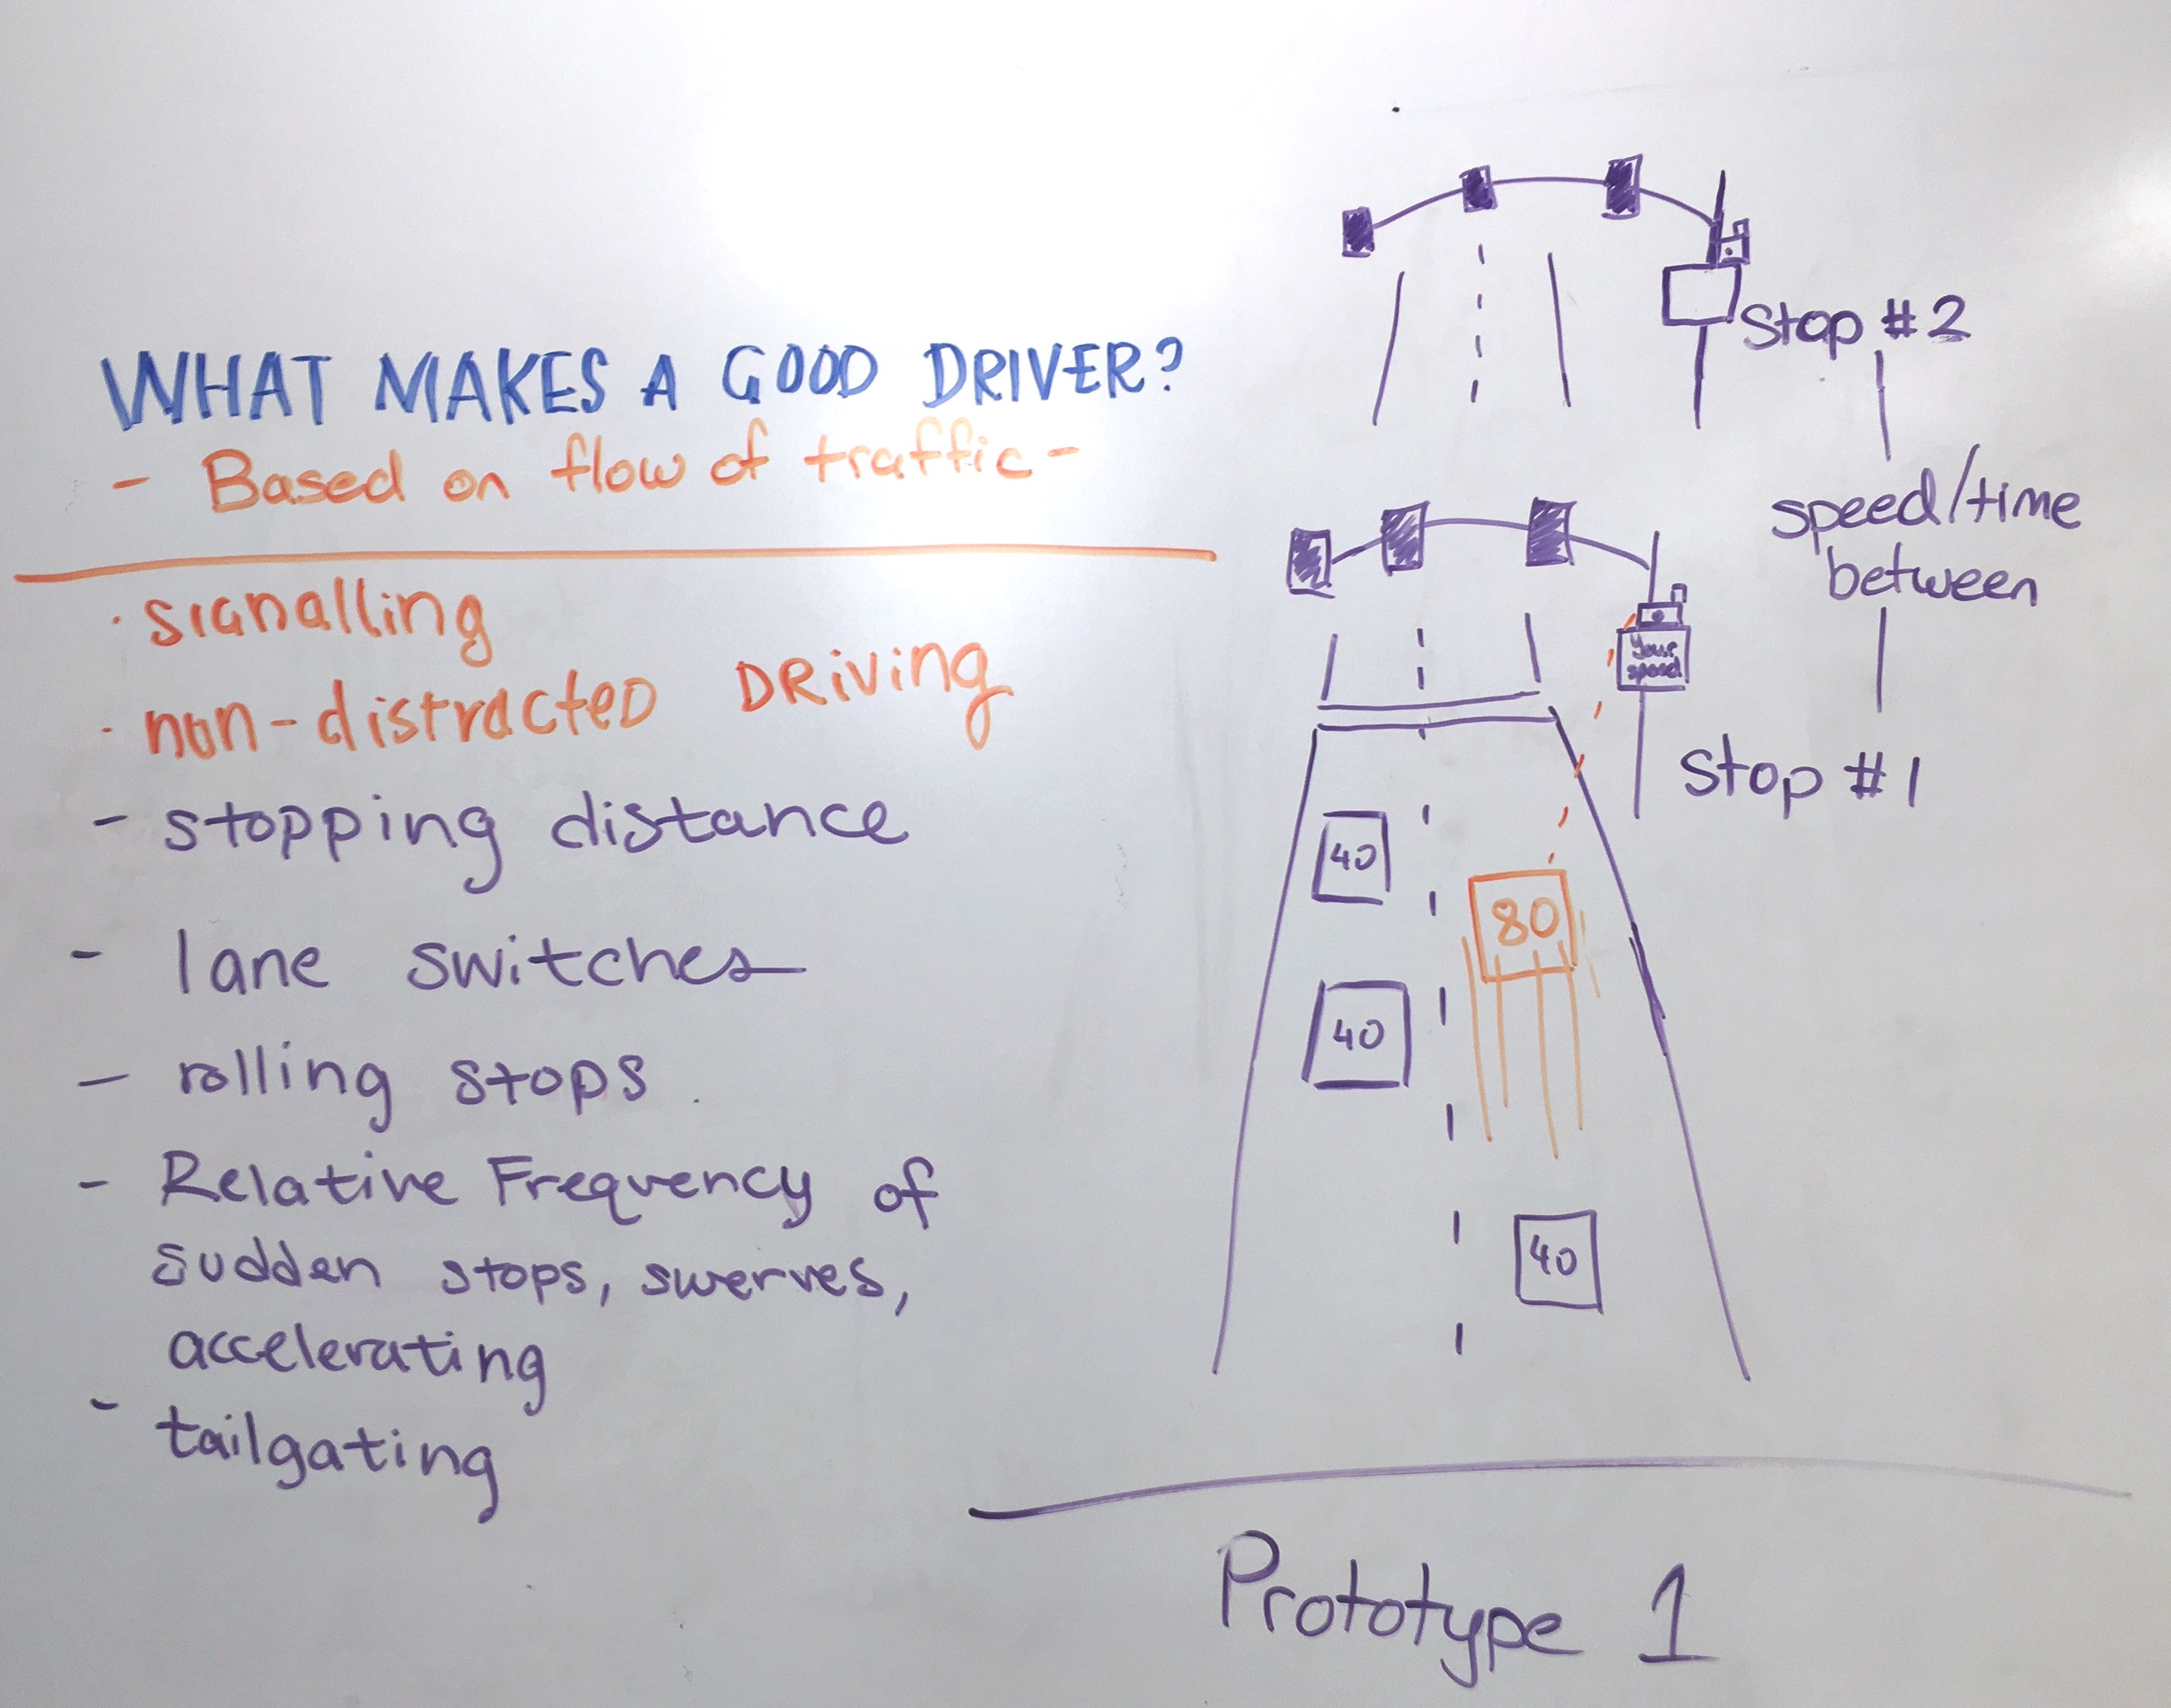 WHAT MAKES A GOOD DRIVER?
- Based on flow of traffic -
· signalling
· non-distracted DRiving
- stopping distance
- lane switches
- rolling stops
- Relative Frequency of
sudden stops, swerves,
accelerating
- tailgating
Stop #2
speed/time
between
Your
speed
Stop #1
40
80
40
40
Prototype 1